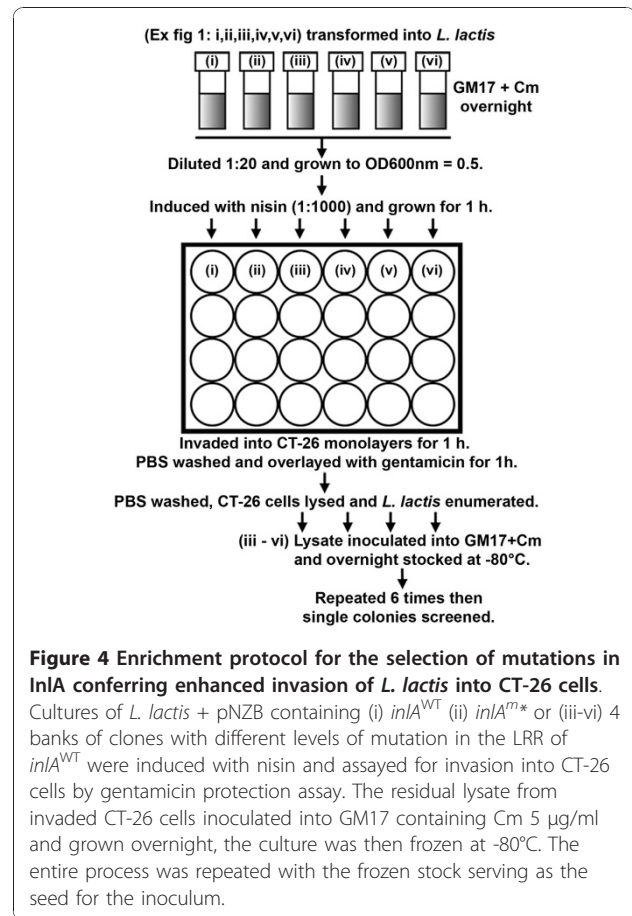 (Ex fig 1: i,ii,iii,iv,v,vi) transformed into L. lactis
(i) (ii) (iii) (iv) (v) (vi)
GM17 + Cm
overnight
Diluted 1:20 and grown to OD600nm = 0.5.
Induced with nisin (1:1000) and grown for 1 h.
(i) (ii) (iii) (iv) (v) (vi)
Invaded into CT-26 monolayers for 1 h.
PBS washed and overlayed with gentamicin for 1h.
PBS washed, CT-26 cells lysed and L. lactis enumerated.
(iii - vi) Lysate inoculated into GM17+Cm
and overnight stocked at -80°C.
Repeated 6 times then
single colonies screened.
Figure 4 Enrichment protocol for the selection of mutations in
InlA conferring enhanced invasion of L. lactis into CT-26 cells.
Cultures of L. lactis + pNZB containing (i) inlA^WT (ii) inlA^m* or (iii-vi) 4
banks of clones with different levels of mutation in the LRR of
inlA^WT were induced with nisin and assayed for invasion into CT-26
cells by gentamicin protection assay. The residual lysate from
invaded CT-26 cells inoculated into GM17 containing Cm 5 μg/ml
and grown overnight, the culture was then frozen at -80°C. The
entire process was repeated with the frozen stock serving as the
seed for the inoculum.